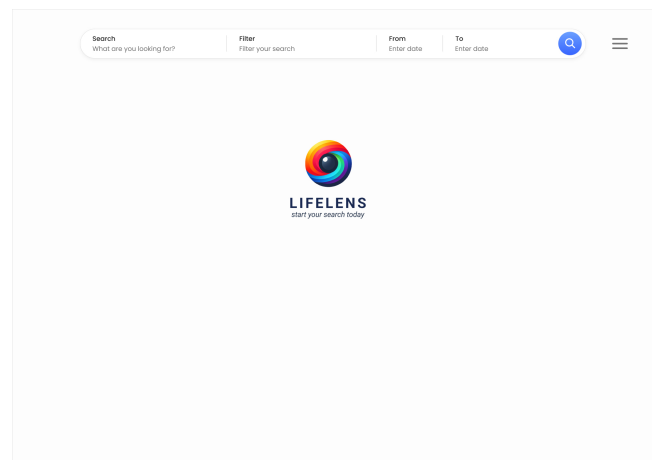 Search
What are you looking for?
Filter
Filter your search
From
Enter date
To
Enter date
LIFELENS
start your search today